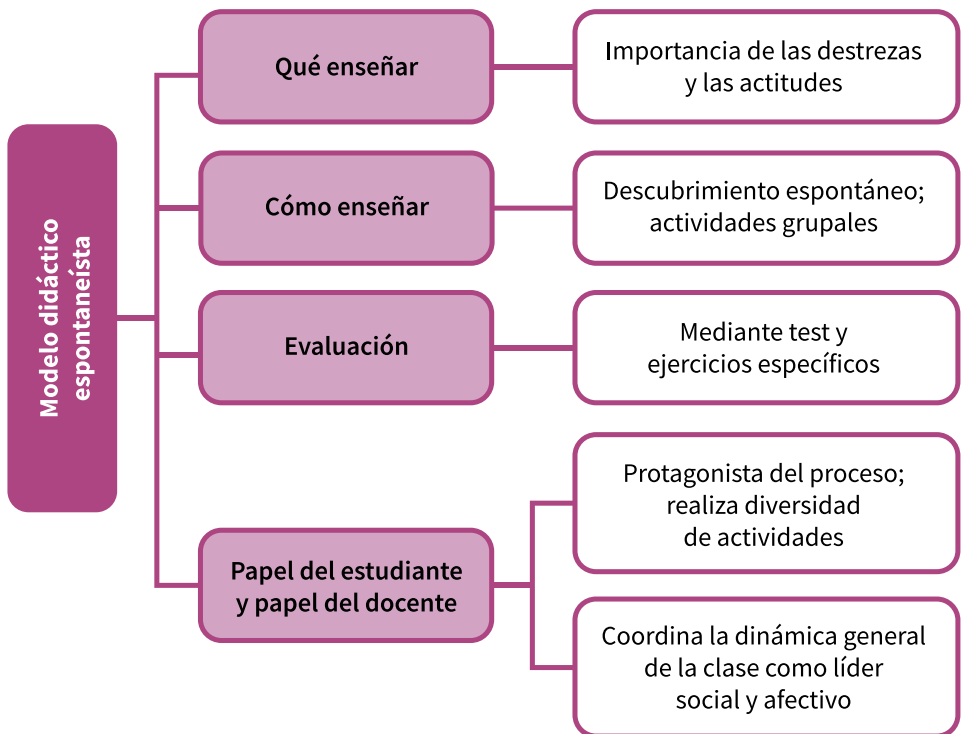 Modelo didáctico
espontaneísta
Qué enseñar
Importancia de las destrezas
y las actitudes
Cómo enseñar
Descubrimiento espontáneo;
actividades grupales
Evaluación
Mediante test y
ejercicios específicos
Papel del estudiante
y papel del docente
Protagonista del proceso;
realiza diversidad
de actividades
Coordina la dinámica general
de la clase como líder
social y afectivo